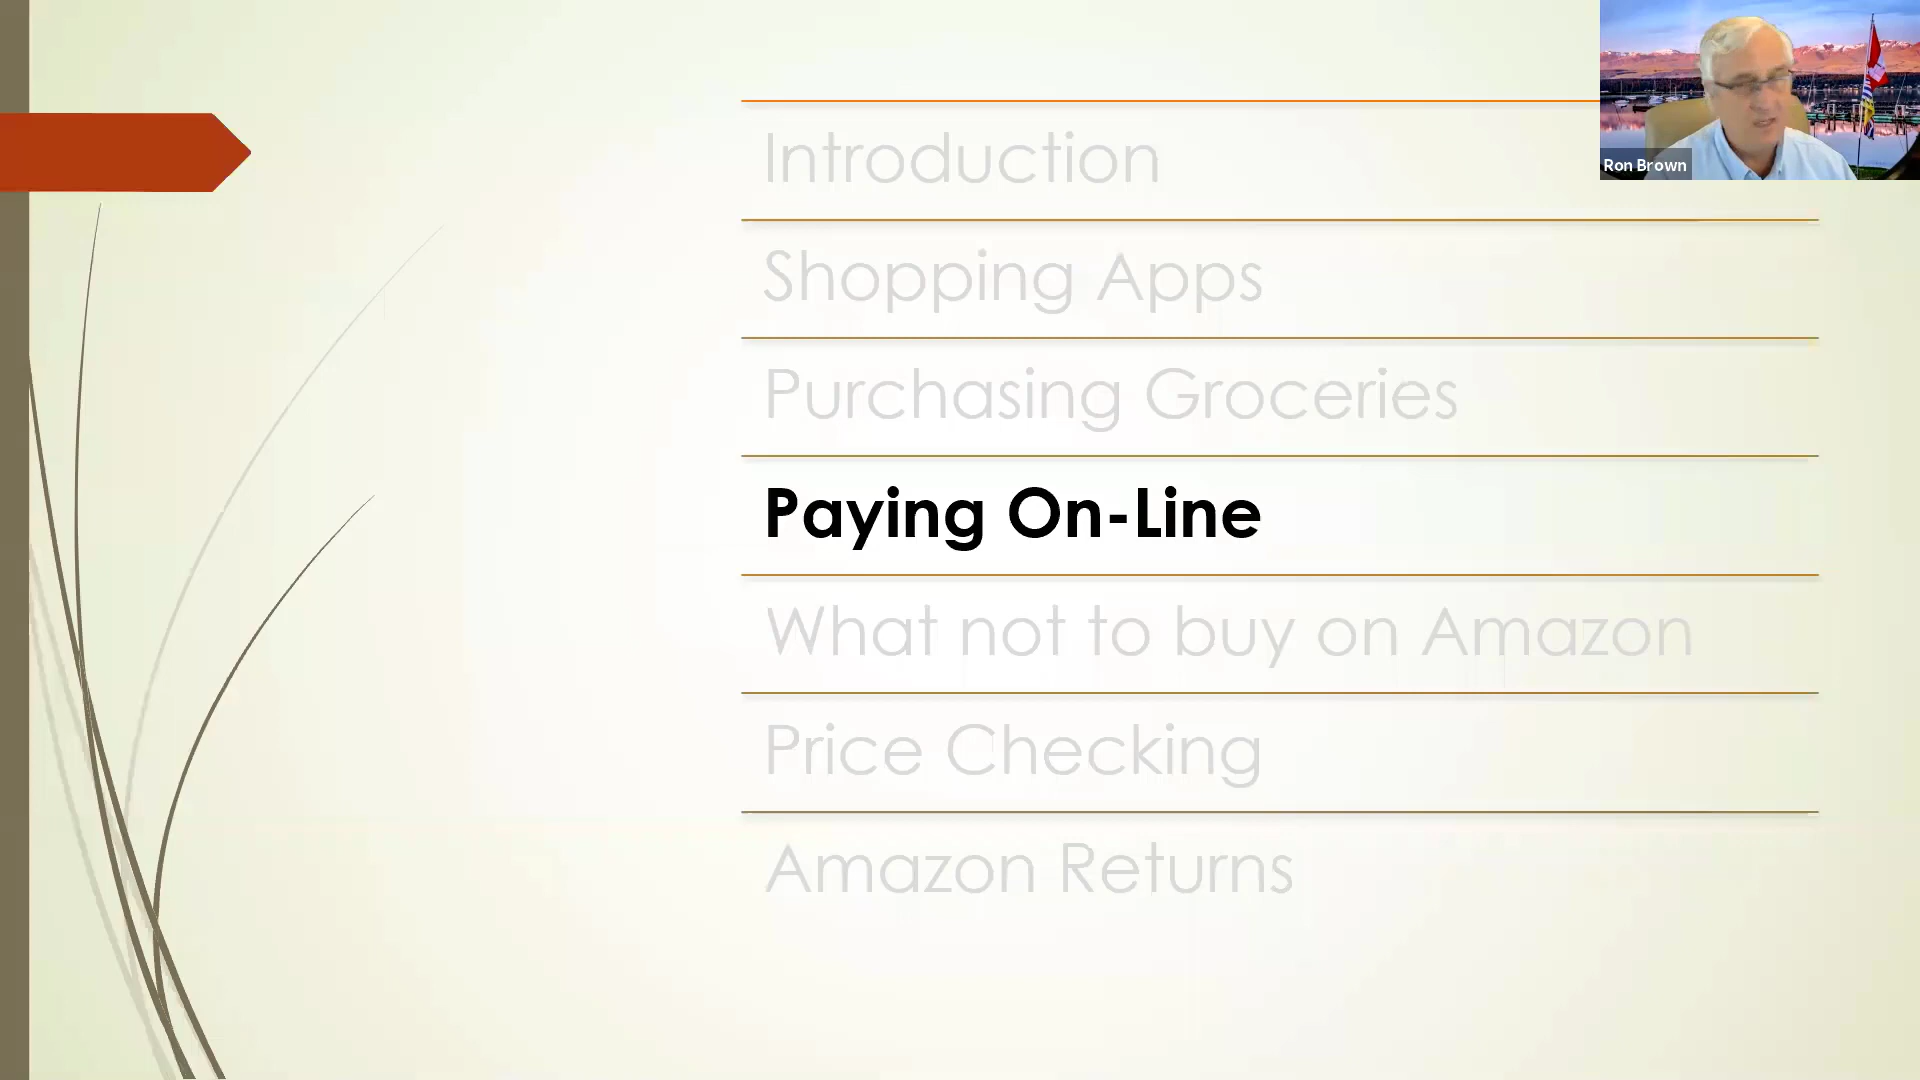 Introduction
Shopping Apps
Purchasing Groceries
Paying On-Line
What not to buy on Amazon
Price Checking
Amazon Returns
Ron Brown